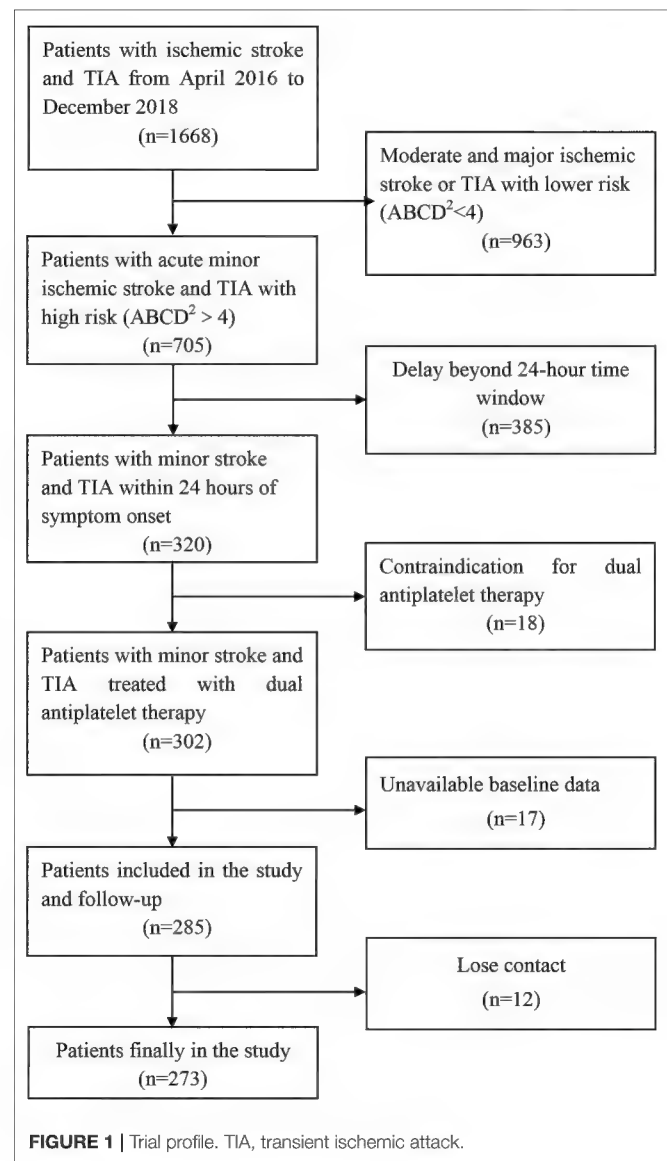 Patients with ischemic stroke
and TIA from April 2016 to
December 2018
(n=1668)
Moderate and major ischemic
stroke or TIA with lower risk
(ABCD²<4)
(n=963)
Patients with acute minor
ischemic stroke and TIA with
high risk (ABCD² > 4)
(n=705)
Delay beyond 24-hour time
window
(n=385)
Patients with minor stroke
and TIA within 24 hours of
symptom onset
(n=320)
Contraindication for dual
antiplatelet therapy
(n=18)
Patients with minor stroke and
TIA treated with dual
antiplatelet therapy
(n=302)
Unavailable baseline data
(n=17)
Patients included in the study
and follow-up
(n=285)
Lose contact
(n=12)
Patients finally in the study
(n=273)
FIGURE 1 | Trial profile. TIA, transient ischemic attack.